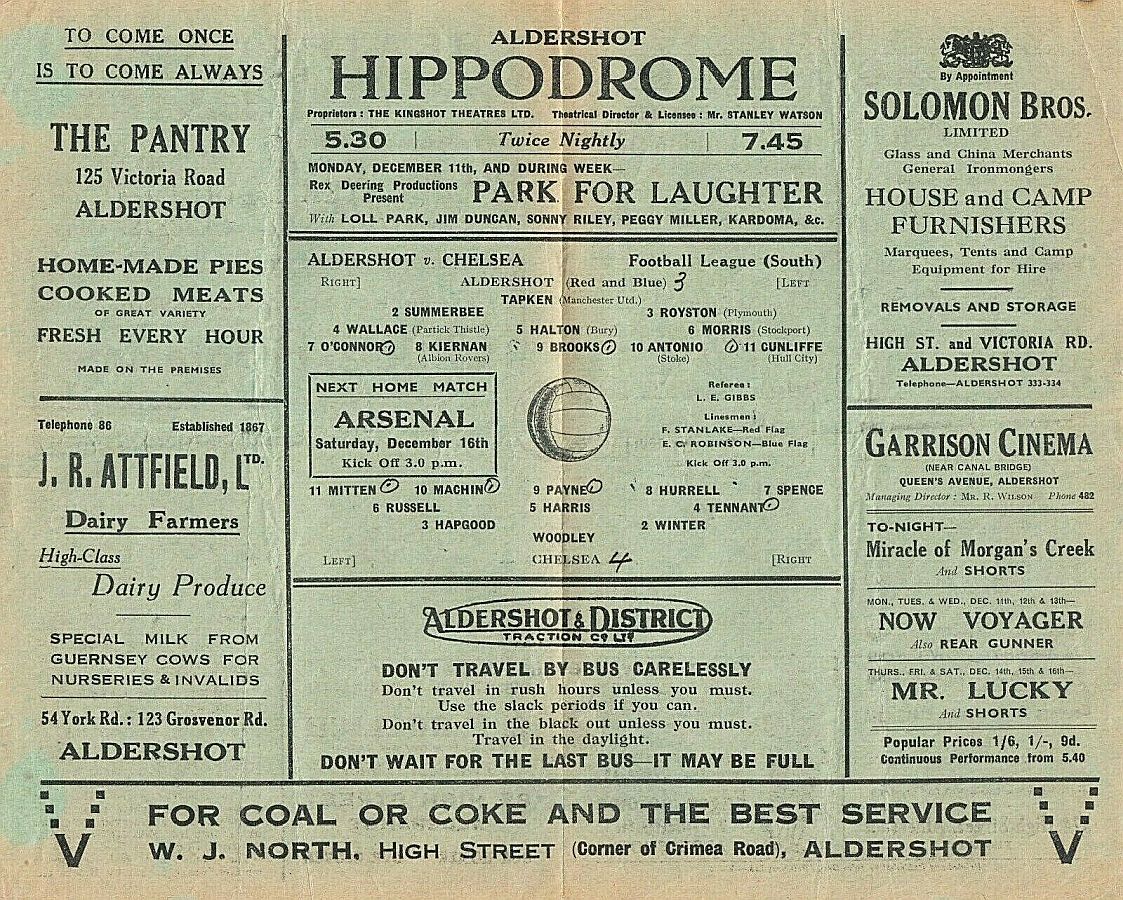 TO COME ONCE
IS TO COME ALWAYS
THE PANTRY
125 Victoria Road
ALDERSHOT
HOME-MADE PIES
COOKED MEATS
OF GREAT VARIETY
FRESH EVERY HOUR
MADE ON THE PREMISES
Telephone 86 Established 1867
J. R. ATTFIELD, LTD.
Dairy Farmers
High-Class
Dairy Produce
SPECIAL MILK FROM
GUERNSEY COWS FOR
NURSERIES & INVALIDS
54 York Rd.: 123 Grosvenor Rd.
ALDERSHOT
ALDERSHOT
HIPPODROME
Proprietors : THE KINGSHOT THEATRES LTD. Theatrical Director & Licensee : Mr. STANLEY WATSON
5.30 Twice Nightly 7.45
MONDAY, DECEMBER 11th, AND DURING WEEK—
Rex Deering Productions
Present
PARK FOR LAUGHTER
With LOLL PARK, JIM DUNCAN, SONNY RILEY, PEGGY MILLER, KARDOMA, &c.
ALDERSHOT v. CHELSEA Football League (South)
RIGHT] ALDERSHOT (Red and Blue) 3 [LEFT
TAPKEN (Manchester Utd.)
2 SUMMERBEE 3 ROYSTON (Plymouth)
4 WALLACE (Partick Thistle) 5 HALTON (Bury) 6 MORRIS (Stockport)
7 O'CONNOR 8 KIERNAN 9 BROOKS 10 ANTONIO 11 CUNLIFFE
(Albion Rovers) (Stoke) (Hull City)
NEXT HOME MATCH
ARSENAL
Saturday, December 16th
Kick Off 3.0 p.m.
Referee :
L. E. GIBBS
Linesmen :
F. STANLAKE—Red Flag
E. C. ROBINSON—Blue Flag
Kick Off 3.0 p.m.
11 MITTEN 10 MACHIN 9 PAYNE 8 HURRELL 7 SPENCE
6 RUSSELL 5 HARRIS 4 TENNANT
3 HAPGOOD 2 WINTER
WOODLEY
LEFT] CHELSEA 4 [RIGHT
ALDERSHOT & DISTRICT
TRACTION CO LTD
DON'T TRAVEL BY BUS CARELESSLY
Don't travel in rush hours unless you must.
Use the slack periods if you can.
Don't travel in the black out unless you must.
Travel in the daylight.
DON'T WAIT FOR THE LAST BUS—IT MAY BE FULL
By Appointment
SOLOMON BROS.
LIMITED
Glass and China Merchants
General Ironmongers
HOUSE and CAMP
FURNISHERS
Marquees, Tents and Camp
Equipment for Hire
REMOVALS AND STORAGE
HIGH ST. and VICTORIA RD.
ALDERSHOT
Telephone—ALDERSHOT 333-334
GARRISON CINEMA
(NEAR CANAL BRIDGE)
QUEEN'S AVENUE, ALDERSHOT
Managing Director : MR. R. WILSON Phone 482
TO-NIGHT—
Miracle of Morgan's Creek
And SHORTS
MON., TUES. & WED., DEC. 11th, 12th & 13th—
NOW VOYAGER
Also REAR GUNNER
THURS., FRI. & SAT., DEC. 14th, 15th & 16th—
MR. LUCKY
And SHORTS
Popular Prices 1/6, 1/-, 9d.
Continuous Performance from 5.40
V FOR COAL OR COKE AND THE BEST SERVICE V
W. J. NORTH, HIGH STREET (Corner of Crimea Road), ALDERSHOT